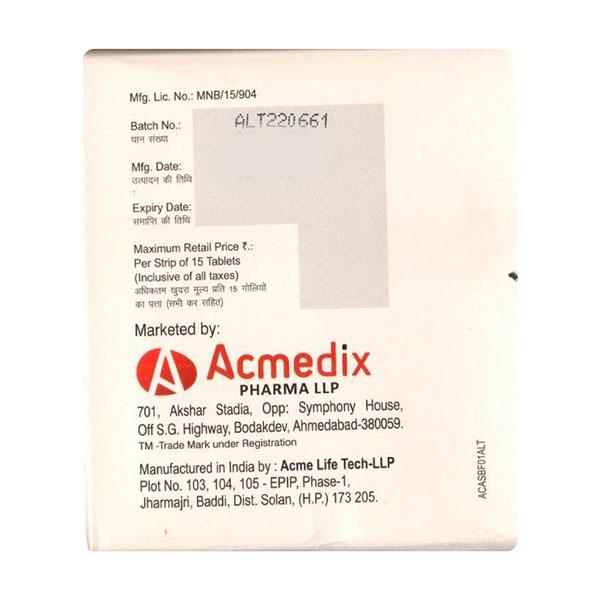 Mfg. Lic. No.: MNB/15/904
Batch No.: ALT220661
घान संख्या
Mfg. Date:
उत्पादन की तिथि
Expiry Date:
समाप्ति की तिथि
Maximum Retail Price ₹.:
Per Strip of 15 Tablets
(Inclusive of all taxes)
अधिकतम खुदरा मूल्य प्रति 15 गोलियों
का पत्ता (सभी कर सहित)
Marketed by:
Acmedix
PHARMA LLP
701, Akshar Stadia, Opp: Symphony House,
Off S.G. Highway, Bodakdev, Ahmedabad-380059.
TM -Trade Mark under Registration
Manufactured in India by : Acme Life Tech-LLP
Plot No. 103, 104, 105 - EPIP, Phase-1,
Jharmajri, Baddi, Dist. Solan, (H.P.) 173 205.
ACASBF01ALT